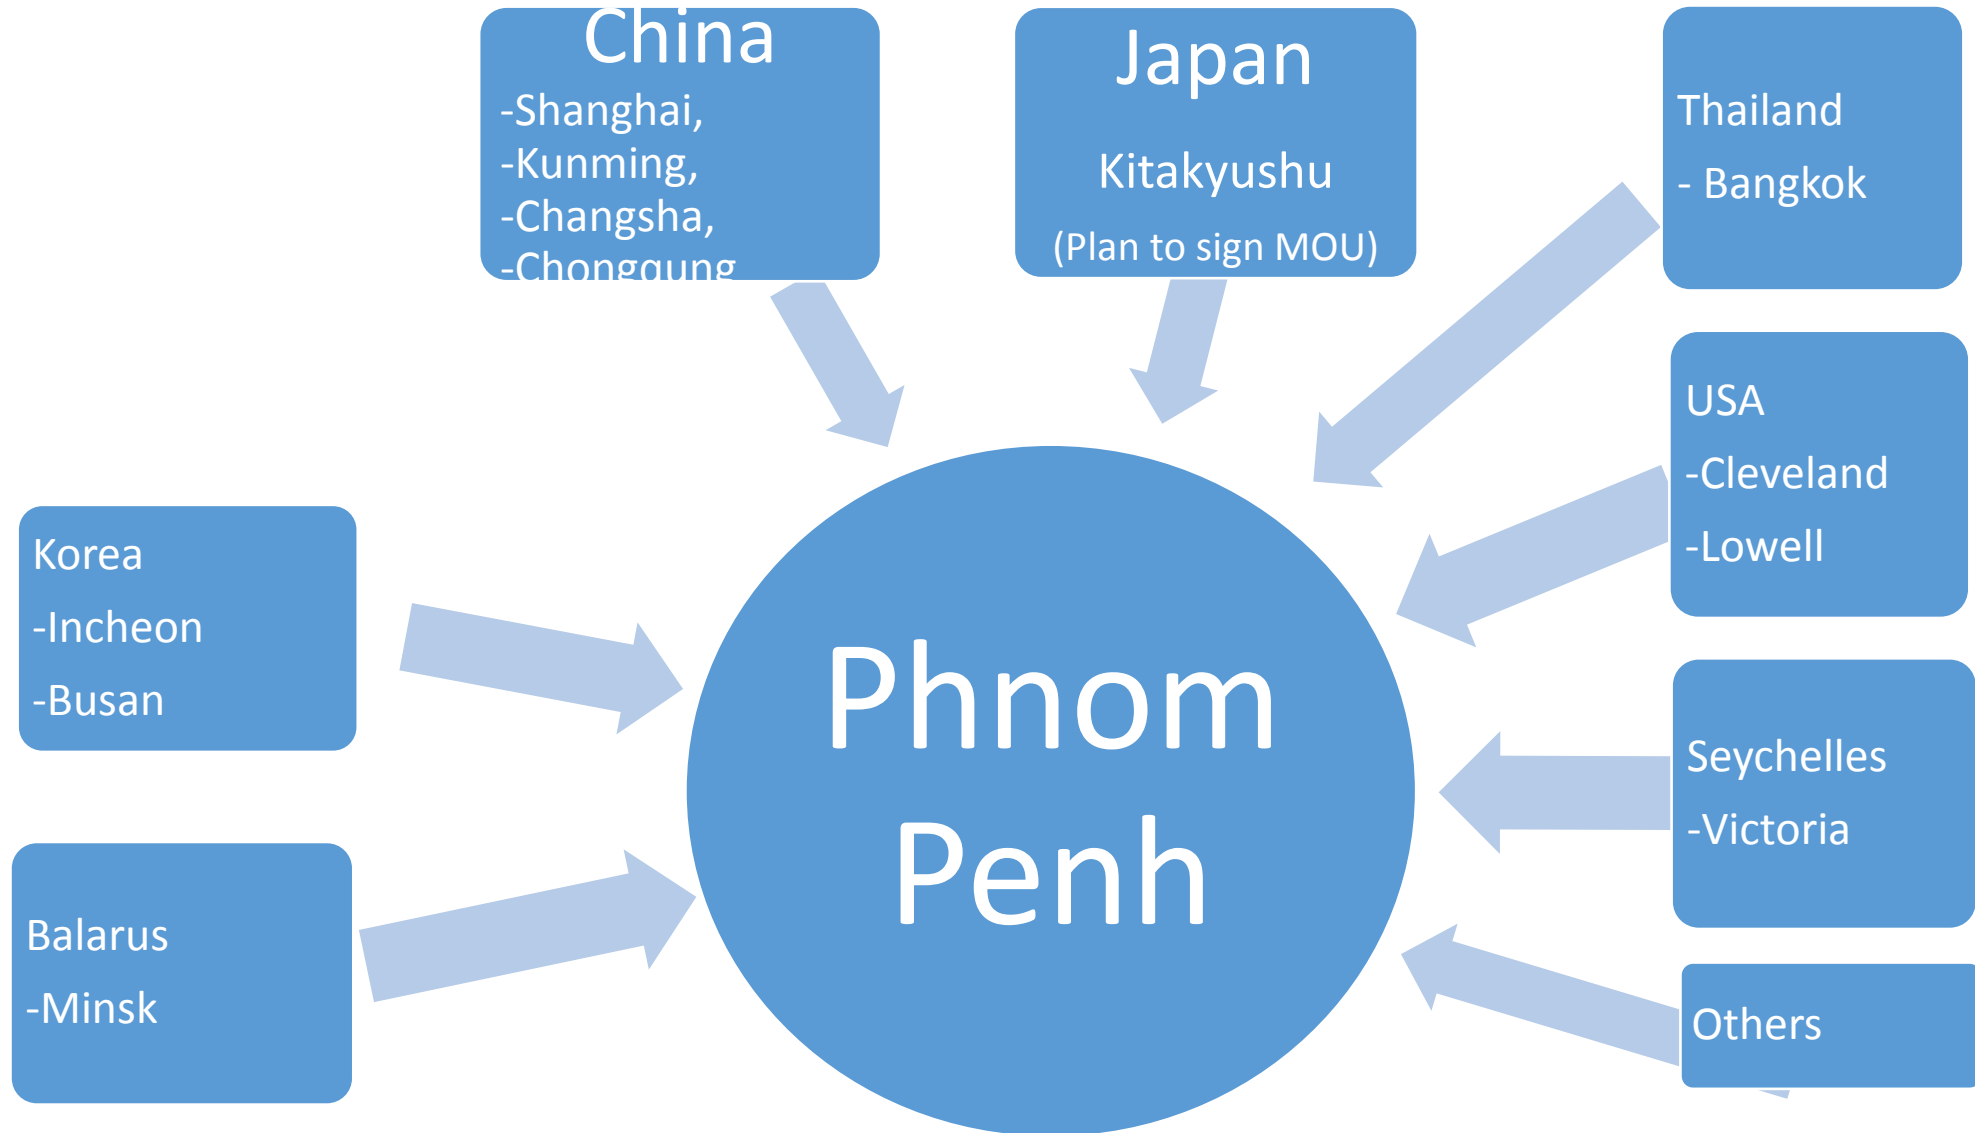 China
-Shanghai,
-Kunming,
-Changsha,
-Chongqung
Japan
Kitakyushu
(Plan to sign MOU)
Thailand
- Bangkok
USA
-Cleveland
-Lowell
Korea
-Incheon
-Busan
Phnom
Penh
Seychelles
-Victoria
Balarus
-Minsk
Others